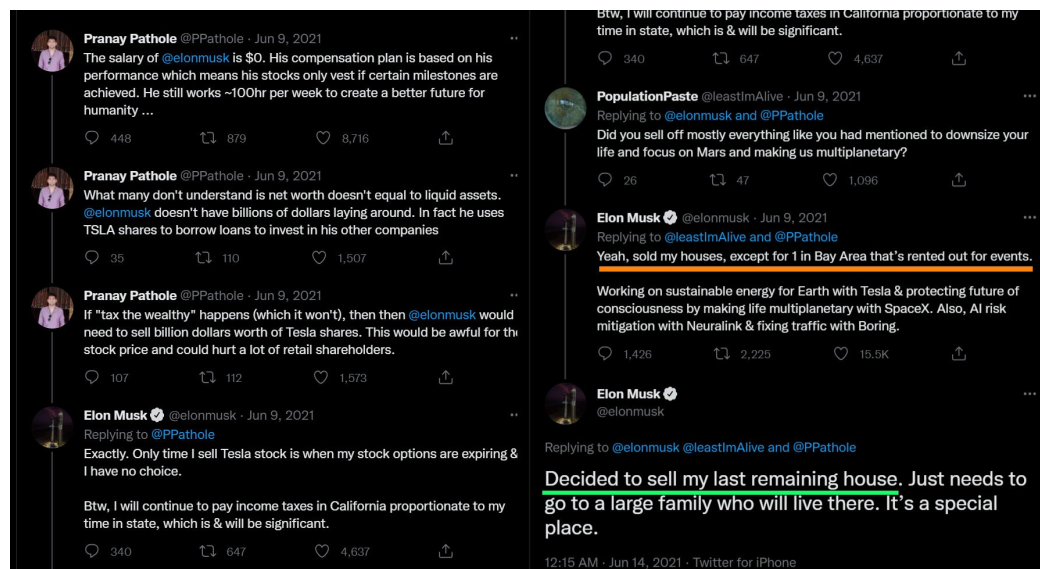 Pranay Pathole @PPathole · Jun 9, 2021
The salary of @elonmusk is $0. His compensation plan is based on his
performance which means his stocks only vest if certain milestones are
achieved. He still works ~100hr per week to create a better future for
humanity ...
448 879 8,716
Pranay Pathole @PPathole · Jun 9, 2021
What many don't understand is net worth doesn't equal to liquid assets.
@elonmusk doesn't have billions of dollars laying around. In fact he uses
TSLA shares to borrow loans to invest in his other companies
35 110 1,507
Pranay Pathole @PPathole · Jun 9, 2021
If "tax the wealthy" happens (which it won't), then then @elonmusk would
need to sell billion dollars worth of Tesla shares. This would be awful for the
stock price and could hurt a lot of retail shareholders.
107 112 1,573
Elon Musk @elonmusk · Jun 9, 2021
Replying to @PPathole
Exactly. Only time I sell Tesla stock is when my stock options are expiring &
I have no choice.
Btw, I will continue to pay income taxes in California proportionate to my
time in state, which is & will be significant.
340 647 4,637
Btw, I will continue to pay income taxes in California proportionate to my
time in state, which is & will be significant.
340 647 4,637
PopulationPaste @leastImAlive · Jun 9, 2021
Replying to @elonmusk and @PPathole
Did you sell off mostly everything like you had mentioned to downsize your
life and focus on Mars and making us multiplanetary?
26 47 1,096
Elon Musk @elonmusk · Jun 9, 2021
Replying to @leastImAlive and @PPathole
Yeah, sold my houses, except for 1 in Bay Area that's rented out for events.
Working on sustainable energy for Earth with Tesla & protecting future of
consciousness by making life multiplanetary with SpaceX. Also, AI risk
mitigation with Neuralink & fixing traffic with Boring.
1,426 2,225 15.5K
Elon Musk
@elonmusk
Replying to @elonmusk @leastImAlive and @PPathole
Decided to sell my last remaining house. Just needs to
go to a large family who will live there. It's a special
place.
12:15 AM · Jun 14, 2021 · Twitter for iPhone